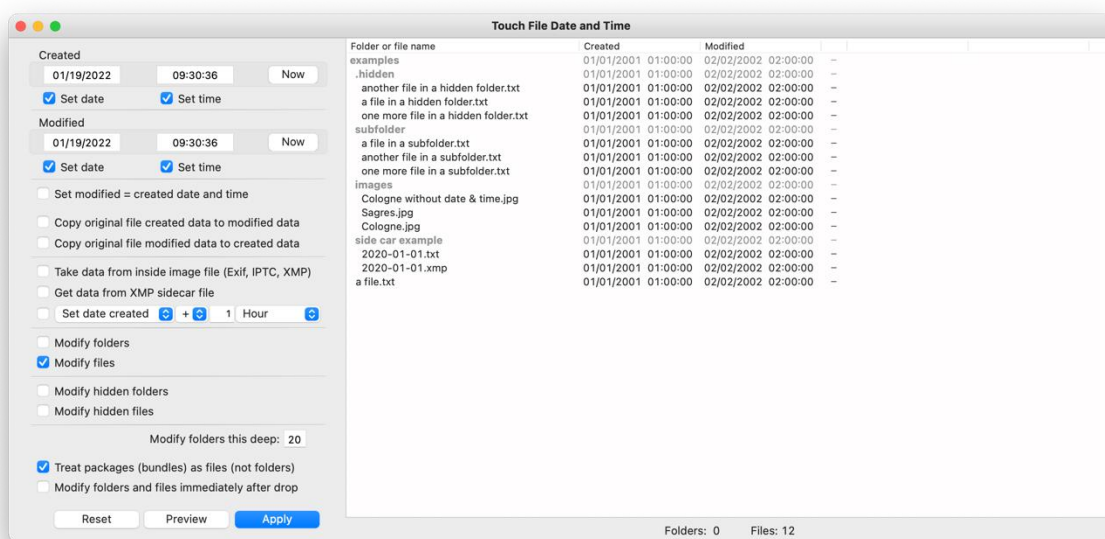 Touch File Date and Time
Created
01/19/2022 09:30:36 Now
Set date Set time
Modified
01/19/2022 09:30:36 Now
Set date Set time
Set modified = created date and time
Copy original file created data to modified data
Copy original file modified data to created data
Take data from inside image file (Exif, IPTC, XMP)
Get data from XMP sidecar file
Set date created + 1 Hour
Modify folders
Modify files
Modify hidden folders
Modify hidden files
Modify folders this deep: 20
Treat packages (bundles) as files (not folders)
Modify folders and files immediately after drop
Reset Preview Apply
Folder or file name Created Modified
examples 01/01/2001 01:00:00 02/02/2002 02:00:00 –
.hidden 01/01/2001 01:00:00 02/02/2002 02:00:00 –
another file in a hidden folder.txt 01/01/2001 01:00:00 02/02/2002 02:00:00 –
a file in a hidden folder.txt 01/01/2001 01:00:00 02/02/2002 02:00:00 –
one more file in a hidden folder.txt 01/01/2001 01:00:00 02/02/2002 02:00:00 –
subfolder 01/01/2001 01:00:00 02/02/2002 02:00:00 –
a file in a subfolder.txt 01/01/2001 01:00:00 02/02/2002 02:00:00 –
another file in a subfolder.txt 01/01/2001 01:00:00 02/02/2002 02:00:00 –
one more file in a subfolder.txt 01/01/2001 01:00:00 02/02/2002 02:00:00 –
images 01/01/2001 01:00:00 02/02/2002 02:00:00 –
Cologne without date & time.jpg 01/01/2001 01:00:00 02/02/2002 02:00:00 –
Sagres.jpg 01/01/2001 01:00:00 02/02/2002 02:00:00 –
Cologne.jpg 01/01/2001 01:00:00 02/02/2002 02:00:00 –
side car example 01/01/2001 01:00:00 02/02/2002 02:00:00 –
2020-01-01.txt 01/01/2001 01:00:00 02/02/2002 02:00:00 –
2020-01-01.xmp 01/01/2001 01:00:00 02/02/2002 02:00:00 –
a file.txt 01/01/2001 01:00:00 02/02/2002 02:00:00 –
Folders: 0 Files: 12